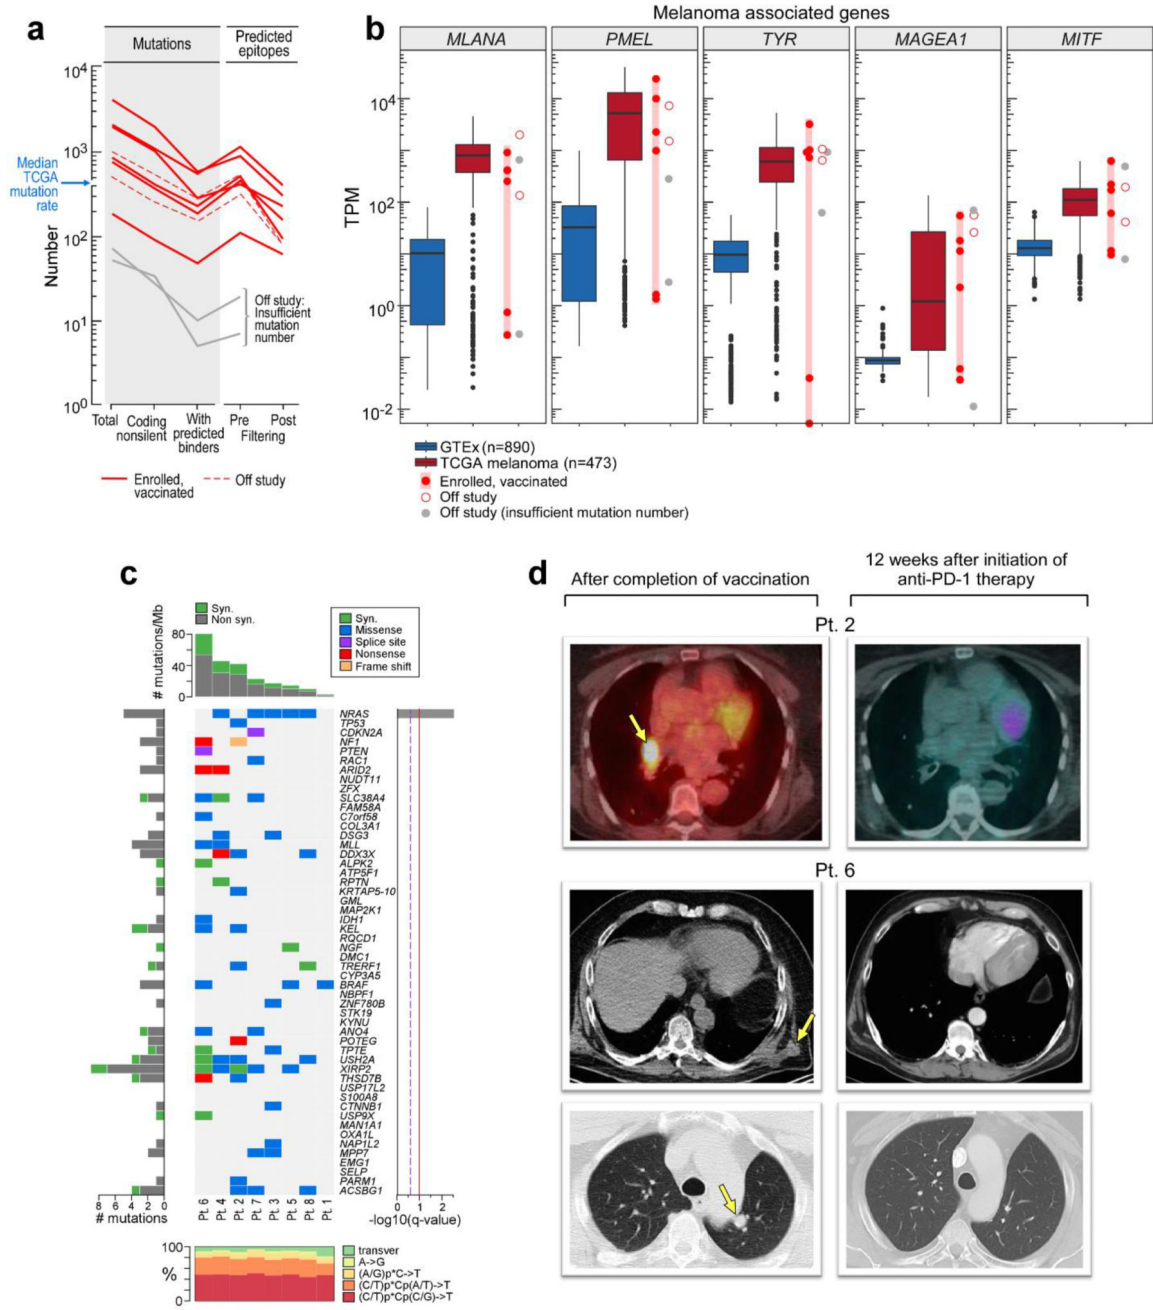 a
Mutations
Predicted
epitopes
10^4
10^3
10^2
10^1
10^0
Number
Median
TCGA
mutation
rate
Off study:
Insufficient
mutation
number
Total
Coding
nonsilent
With
predicted
binders
Pre
Post
Filtering
Enrolled,
vaccinated
Off study
b
Melanoma associated genes
MLANA
PMEL
TYR
MAGEA1
MITF
TPM
10^4
10^2
10^0
10^-2
GTEx (n=890)
TCGA melanoma (n=473)
Enrolled, vaccinated
Off study
Off study (insufficient mutation number)
c
Syn.
Non syn.
# mutations/Mb
80
40
0
Syn.
Missense
Splice site
Nonsense
Frame shift
NRAS
TP53
CDKN2A
NF1
PTEN
RAC1
ARID2
NUDT11
ZFX
SLC38A4
FAM58A
C7orf58
COL3A1
DSG3
MLL
DDX3X
ALPK2
ATP5F1
RPTN
KRTAP5-10
GML
MAP2K1
IDH1
KEL
RQCD1
NGF
DMC1
TRERF1
CYP3A5
BRAF
NBPF1
ZNF780B
STK19
KYNU
ANO4
POTEG
TPTE
USH2A
XIRP2
THSD7B
USP17L2
S100A8
CTNNB1
USP9X
MAN1A1
OXA1L
NAP1L2
MPP7
EMG1
SELP
PARM1
ACSBG1
8 6 4 2 0
# mutations
Pt. 6
Pt. 4
Pt. 2
Pt. 7
Pt. 3
Pt. 5
Pt. 8
Pt. 1
0 1 2
-log10(q-value)
100
%
0
transver
A->G
(A/G)p*C->T
(C/T)p*Cp(A/T)->T
(C/T)p*Cp(C/G)->T
d
After completion of vaccination
12 weeks after initiation of
anti-PD-1 therapy
Pt. 2
Pt. 6